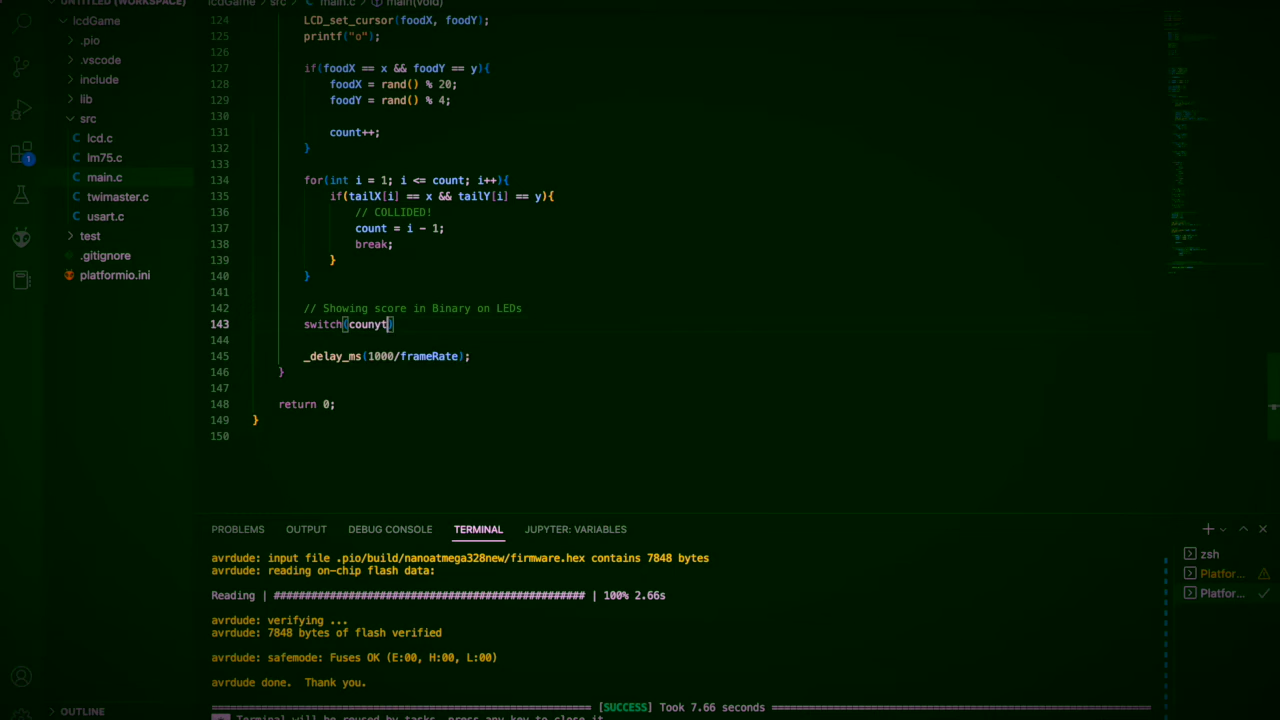 UNTITLED (WORKSPACE)
lcdGame
.pio
.vscode
include
lib
src
C lcd.c
C lm75.c
C main.c
C twimaster.c
C usart.c
test
.gitignore
platformio.ini
OUTLINE
1
lcdGame > src > C main.c > main(void)
124 LCD_set_cursor(foodX, foodY);
125 printf("o");
126
127 if(foodX == x && foodY == y){
128 foodX = rand() % 20;
129 foodY = rand() % 4;
130
131 count++;
132 }
133
134 for(int i = 1; i <= count; i++){
135 if(tailX[i] == x && tailY[i] == y){
136 // COLLIDED!
137 count = i - 1;
138 break;
139 }
140 }
141
142 // Showing score in Binary on LEDs
143 switch(counyt)
144
145 _delay_ms(1000/frameRate);
146 }
147
148 return 0;
149 }
150
PROBLEMS OUTPUT DEBUG CONSOLE TERMINAL JUPYTER: VARIABLES
avrdude: input file .pio/build/nanoatmega328new/firmware.hex contains 7848 bytes
avrdude: reading on-chip flash data:
Reading | ################################################## | 100% 2.66s
avrdude: verifying ...
avrdude: 7848 bytes of flash verified
avrdude: safemode: Fuses OK (E:00, H:00, L:00)
avrdude done. Thank you.
[SUCCESS] Took 7.66 seconds
Terminal will be reused by tasks, press any key to close it.
zsh
Platfor...
Platfor...